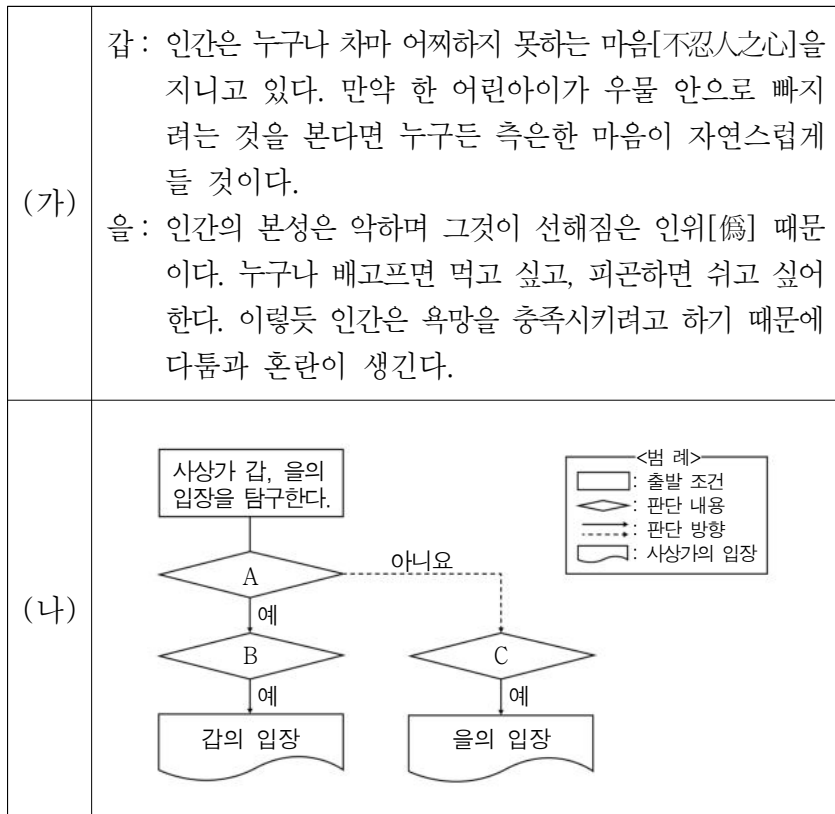 (가)
갑 : 인간은 누구나 차마 어찌하지 못하는 마음[不忍人之心]을
지니고 있다. 만약 한 어린아이가 우물 안으로 빠지
려는 것을 본다면 누구든 측은한 마음이 자연스럽게
들 것이다.
을 : 인간의 본성은 악하며 그것이 선해짐은 인위[僞] 때문
이다. 누구나 배고프면 먹고 싶고, 피곤하면 쉬고 싶어
한다. 이렇듯 인간은 욕망을 충족시키려고 하기 때문에
다툼과 혼란이 생긴다.
(나)
사상가 갑, 을의
입장을 탐구한다.
<범 례>
: 출발 조건
: 판단 내용
: 판단 방향
: 사상가의 입장
A
아니요
예
B
C
예
예
갑의 입장
을의 입장